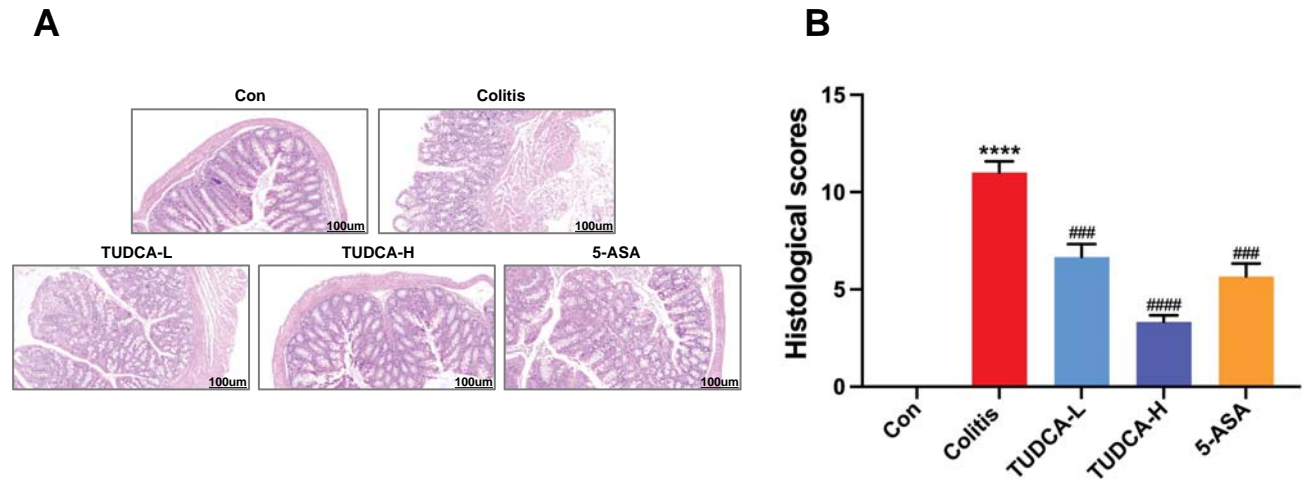 A
B
Con
Colitis
100um
100um
TUDCA-L
TUDCA-H
5-ASA
100um
100um
100um
Histological scores
15
10
5
0
****
###
####
###
Con
Colitis
TUDCA-L
TUDCA-H
5-ASA